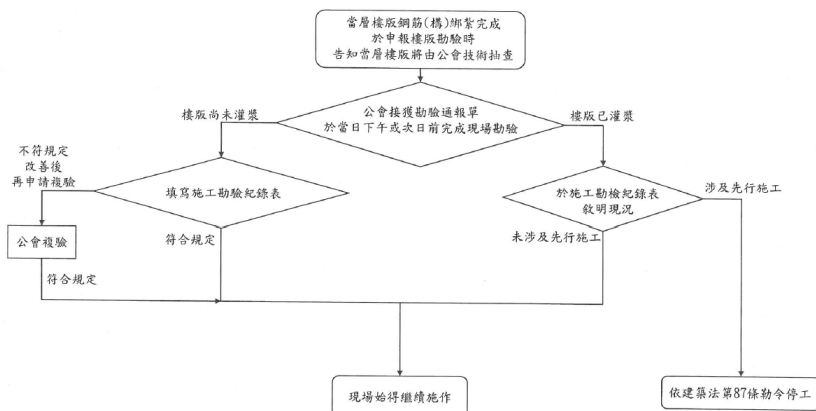 當層樓版鋼筋(構)綁紮完成
於申報樓版勘驗時
告知當層樓版將由公會技術抽查
樓版尚未灌漿
公會接獲勘驗通報單
於當日下午或次日前完成現場勘驗
樓版已灌漿
不符規定
改善後
再申請複驗
填寫施工勘驗紀錄表
於施工勘檢紀錄表
敘明現況
涉及先行施工
公會複驗
符合規定
未涉及先行施工
符合規定
現場始得繼續施作
依建築法第87條勒令停工